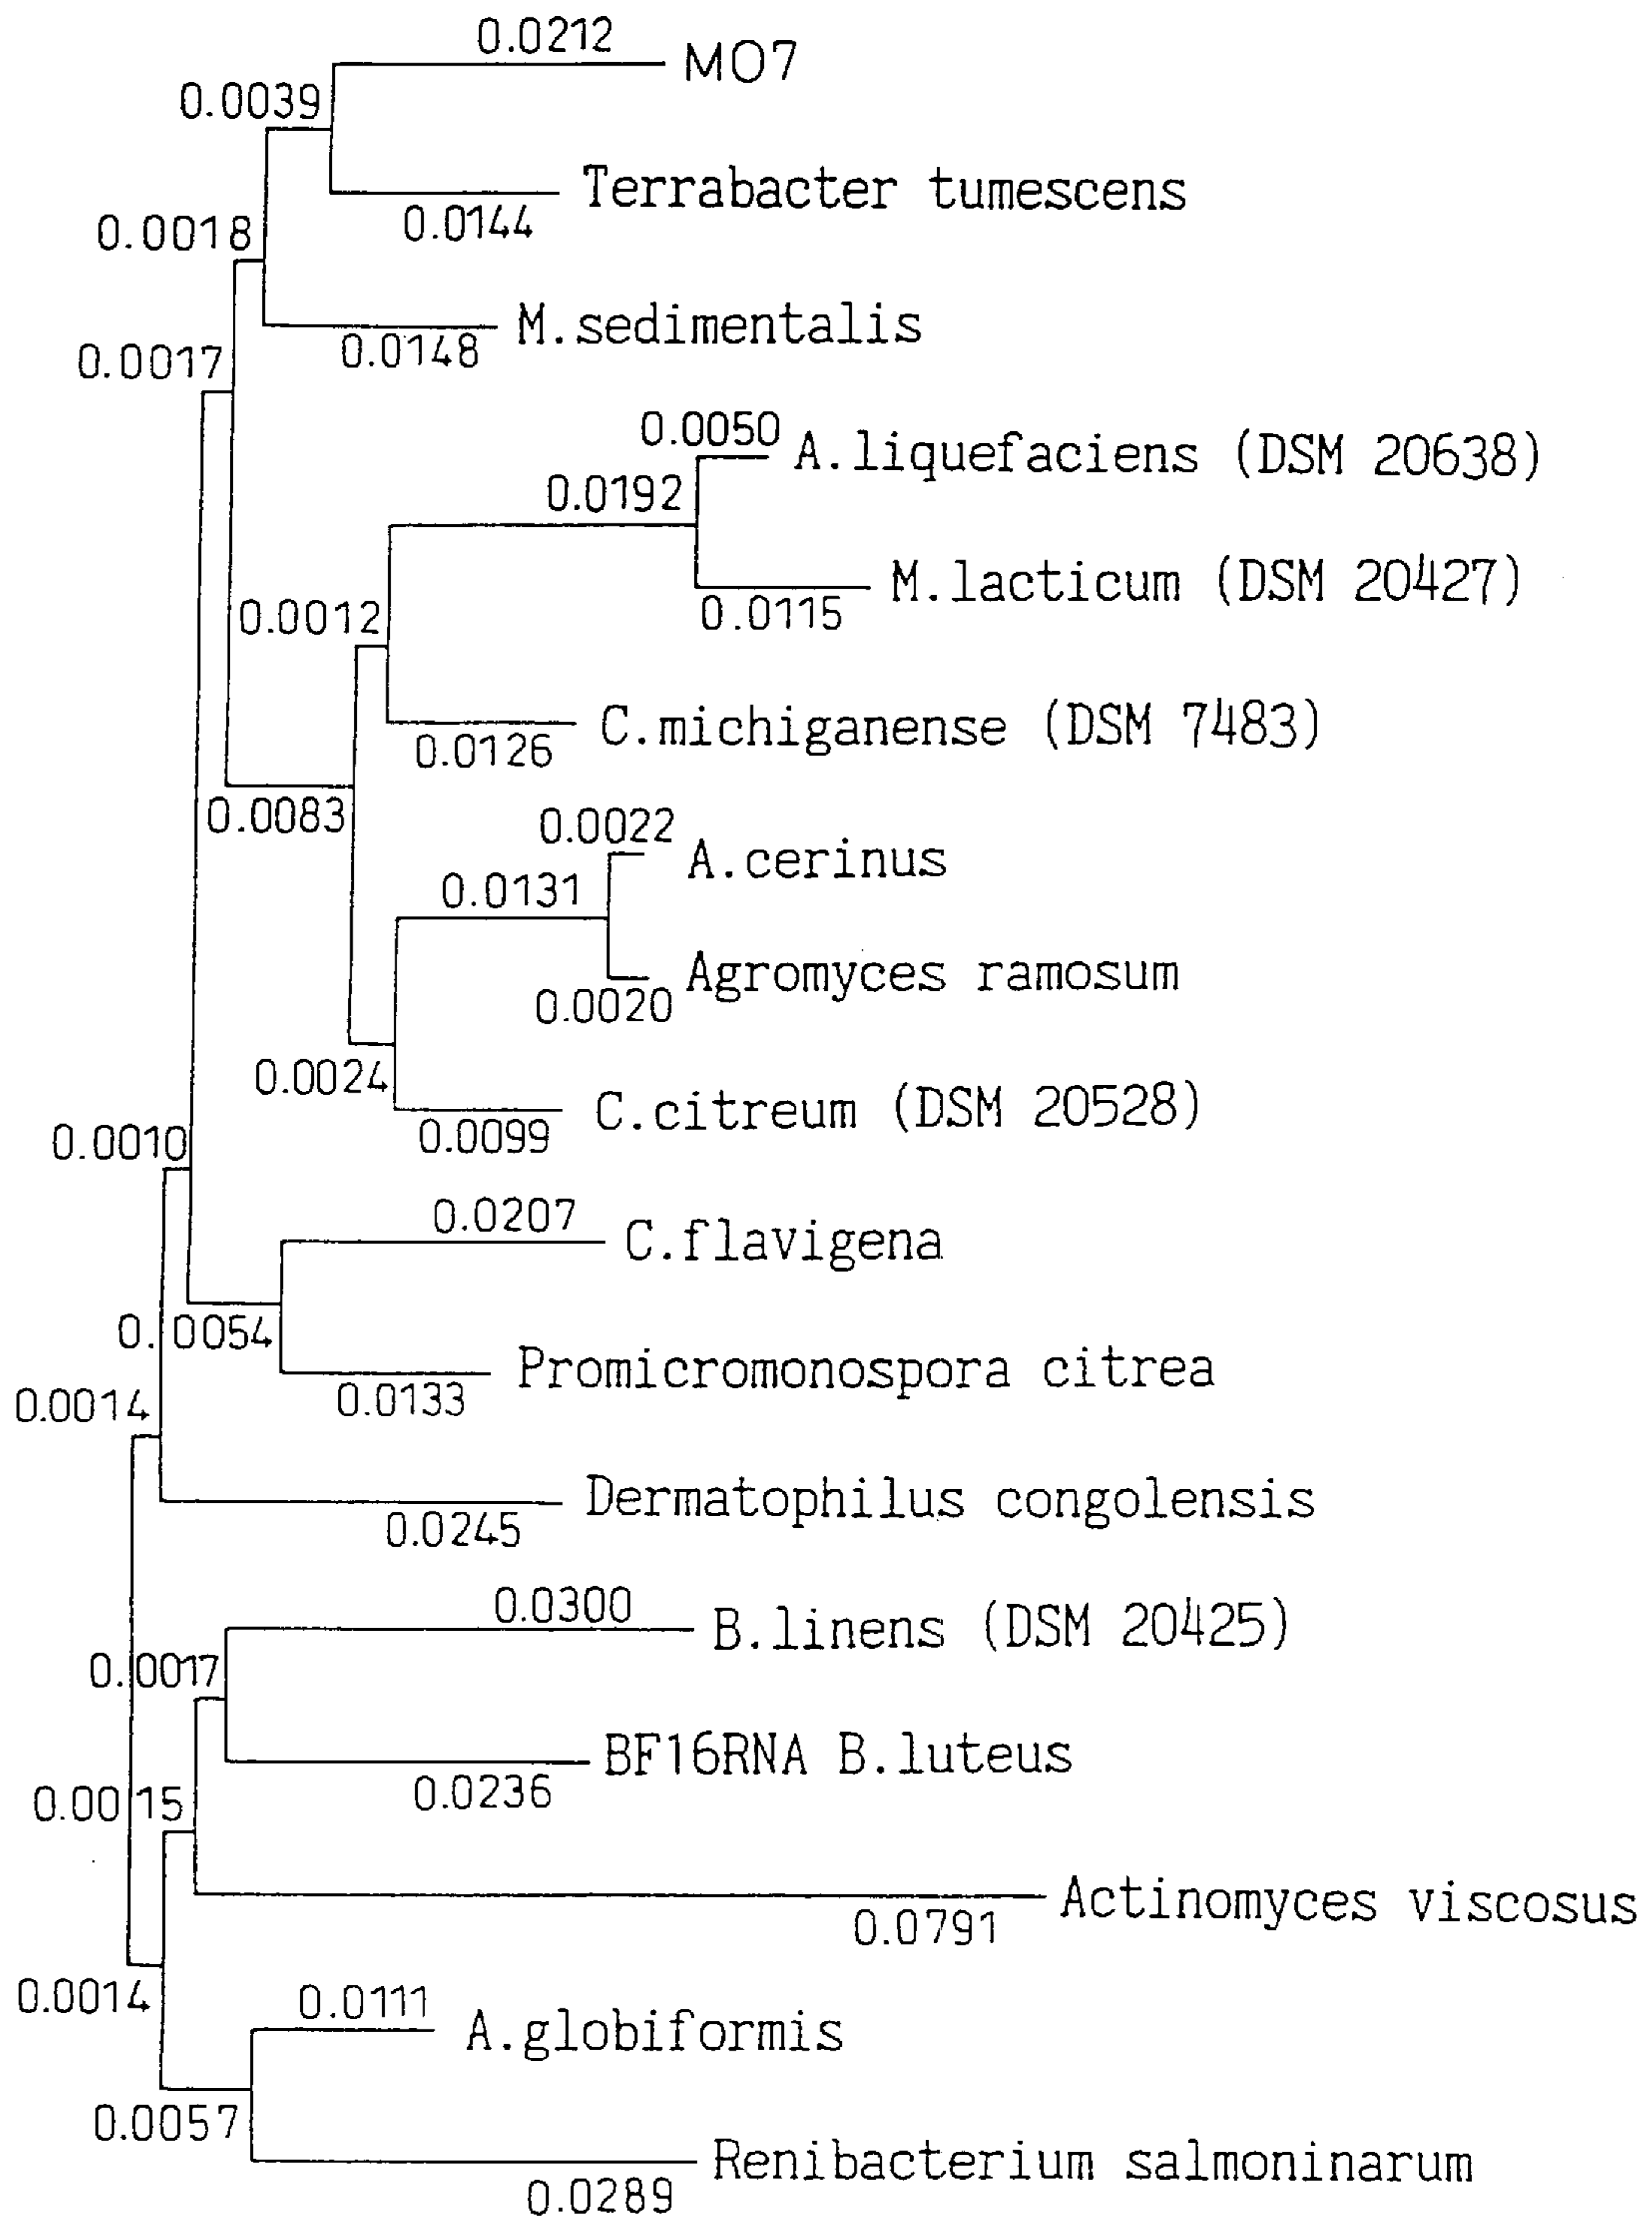 0.0212
MO7
0.0039
Terrabacter tumescens
0.0144
0.0018
M.sedimentalis
0.0148
0.0017
0.0050
A.liquefaciens (DSM 20638)
0.0192
M.lacticum (DSM 20427)
0.0115
0.0012
C.michiganense (DSM 7483)
0.0126
0.0083
0.0022
A.cerinus
0.0131
Agromyces ramosum
0.0020
0.0024
C.citreum (DSM 20528)
0.0099
0.0010
0.0207
C.flavigena
0.0054
Promicromonospora citrea
0.0133
0.0014
Dermatophilus congolensis
0.0245
0.0300
B.linens (DSM 20425)
0.0017
BF16RNA B.luteus
0.0236
0.0015
Actinomyces viscosus
0.0791
0.0014
0.0111
A.globiformis
0.0057
Renibacterium salmoninarum
0.0289